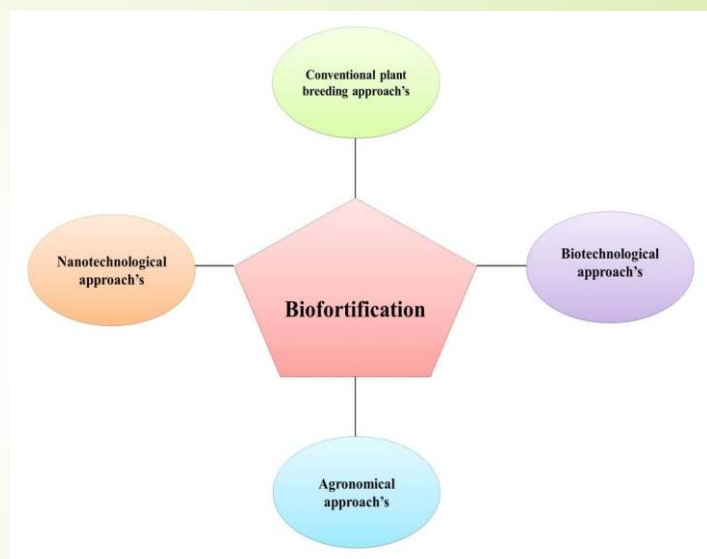 Conventional plant
breeding approach's
Nanotechnological
approach's
Biotechnological
approach's
Biofortification
Agronomical
approach's